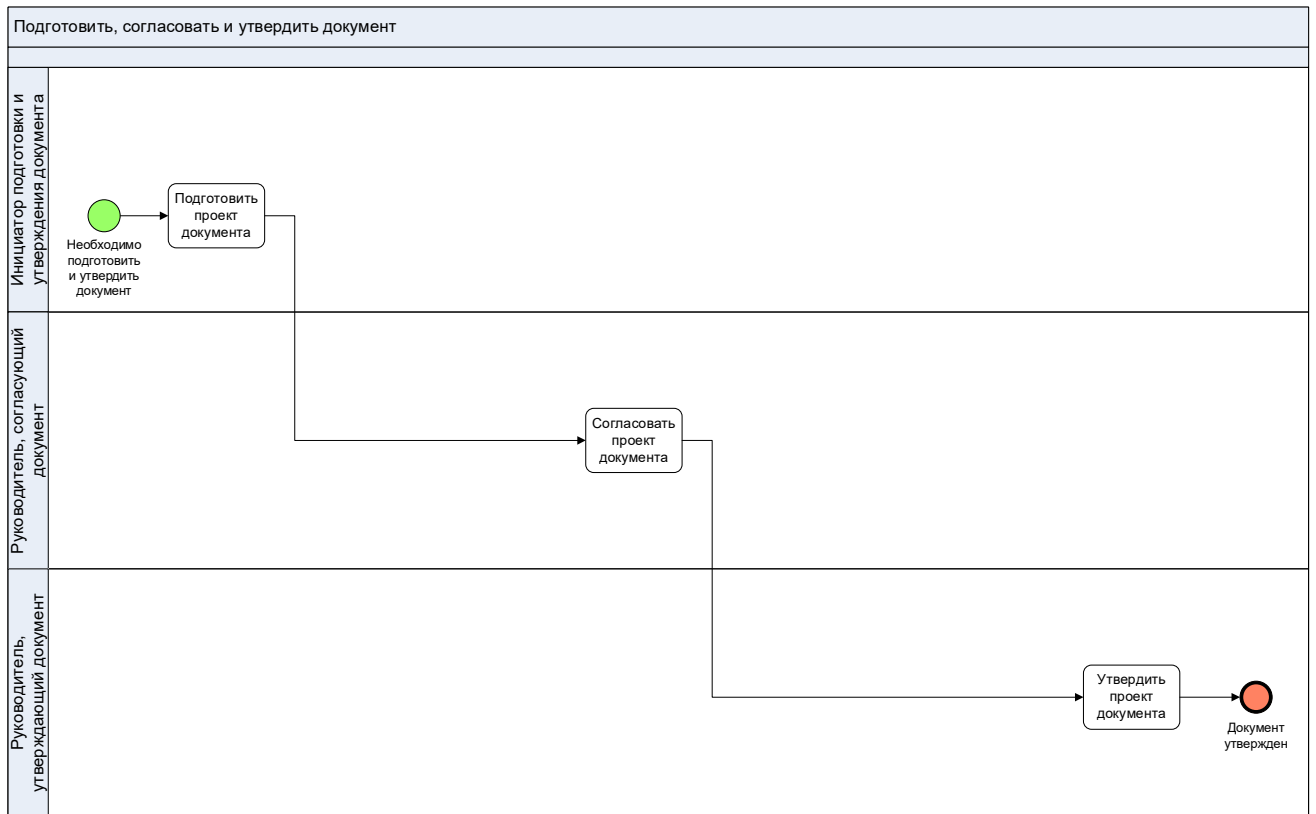 Подготовить, согласовать и утвердить документ
Инициатор подготовки и
утверждения документа
Необходимо
подготовить
и утвердить
документ
Подготовить
проект
документа
Руководитель, согласующий
документ
Согласовать
проект
документа
Руководитель,
утверждающий документ
Утвердить
проект
документа
Документ
утвержден